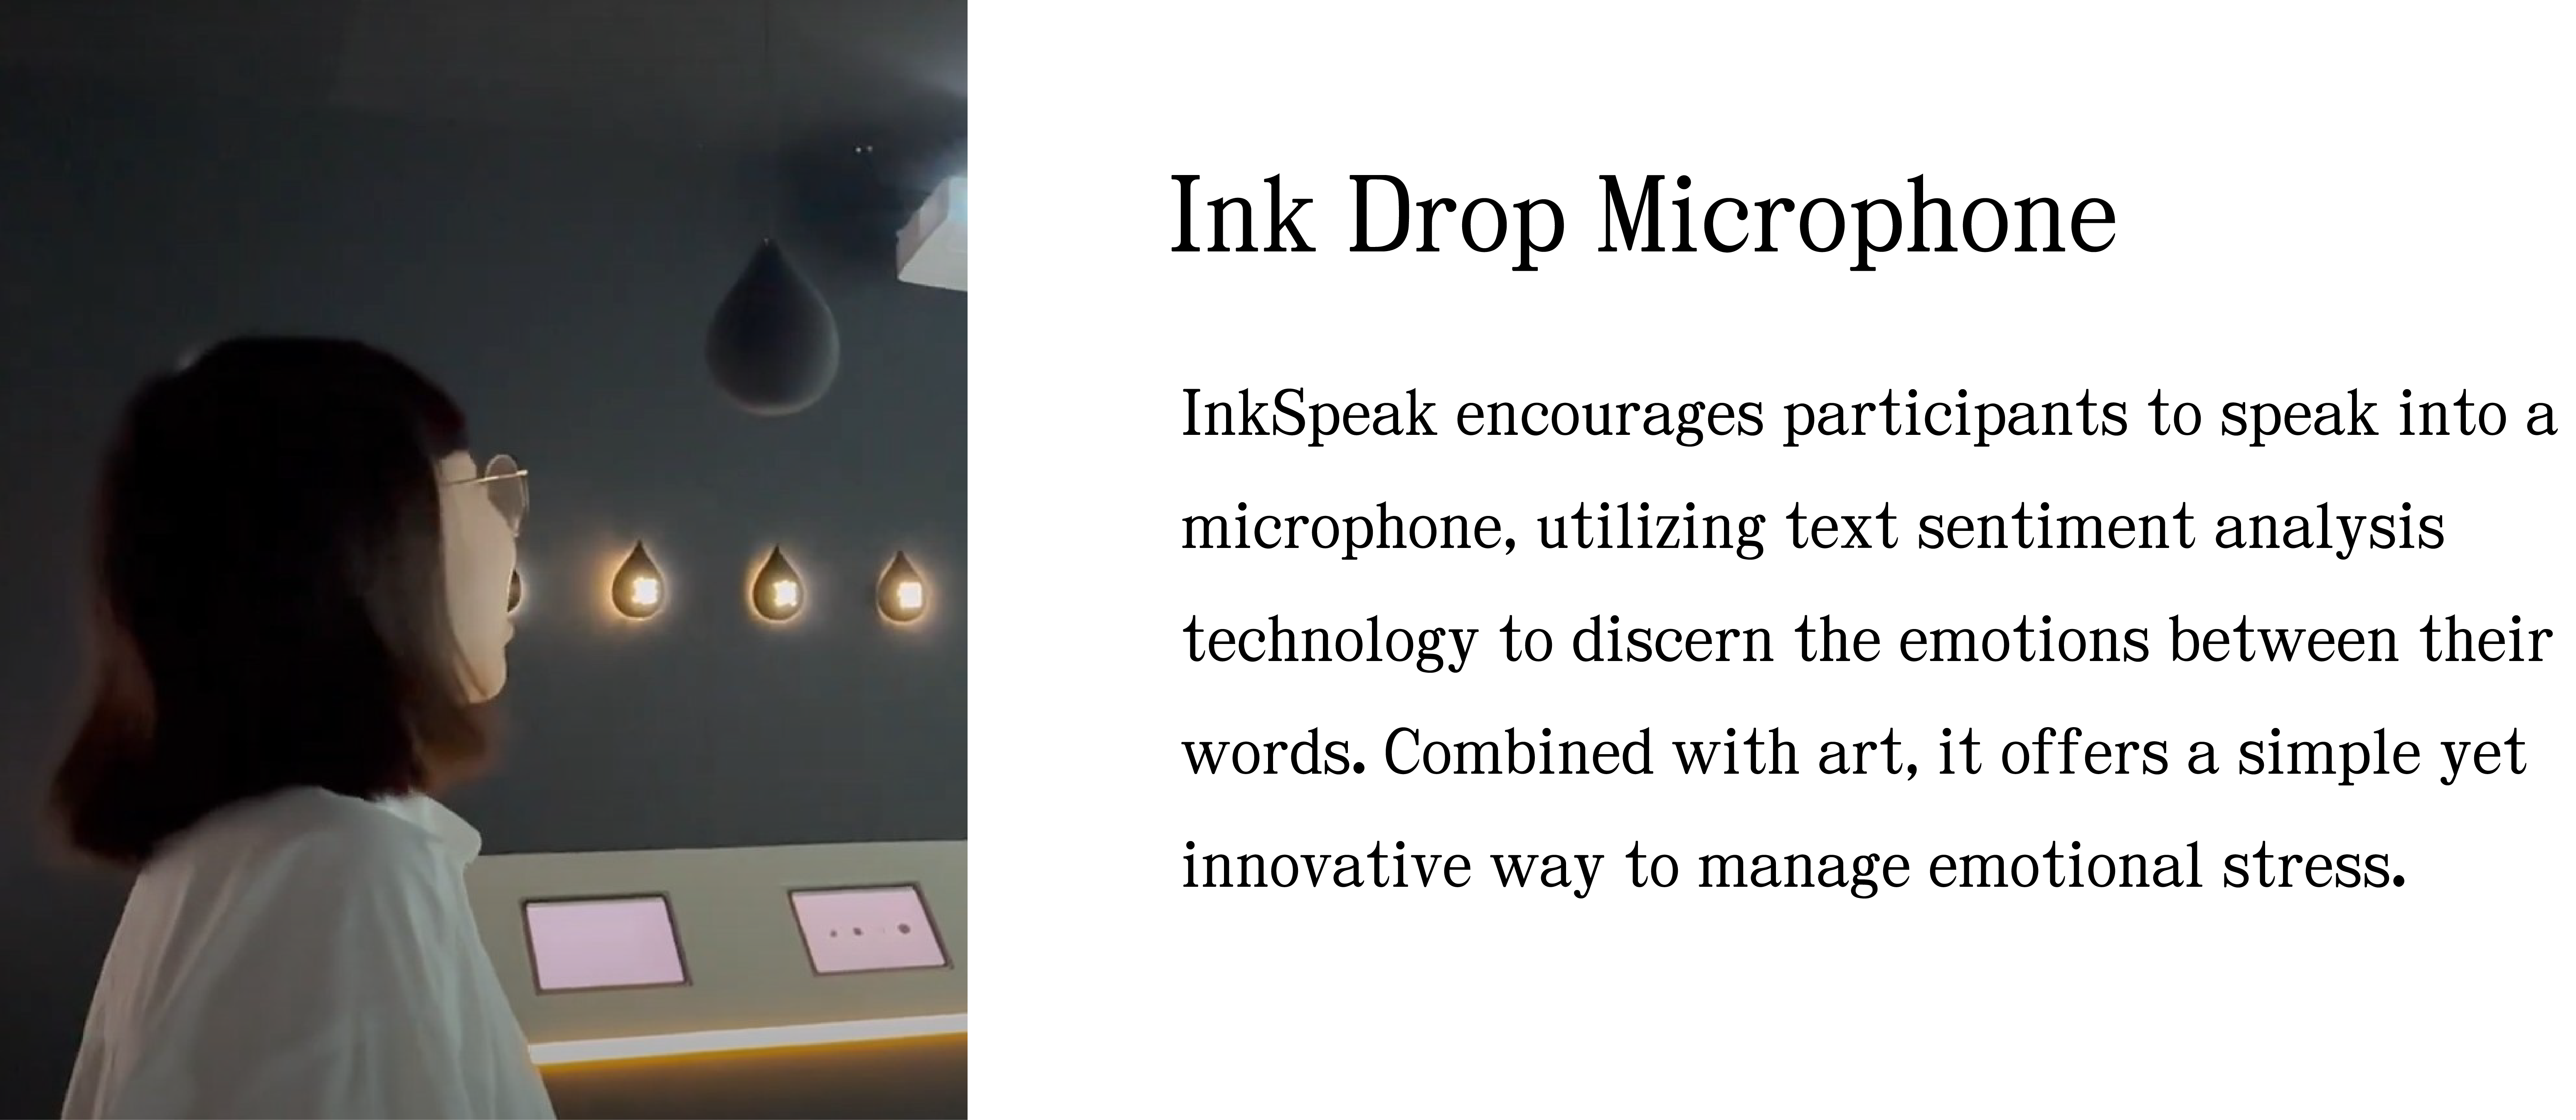 Ink Drop Microphone
InkSpeak encourages participants to speak into a
microphone, utilizing text sentiment analysis
technology to discern the emotions between their
words. Combined with art, it offers a simple yet
innovative way to manage emotional stress.